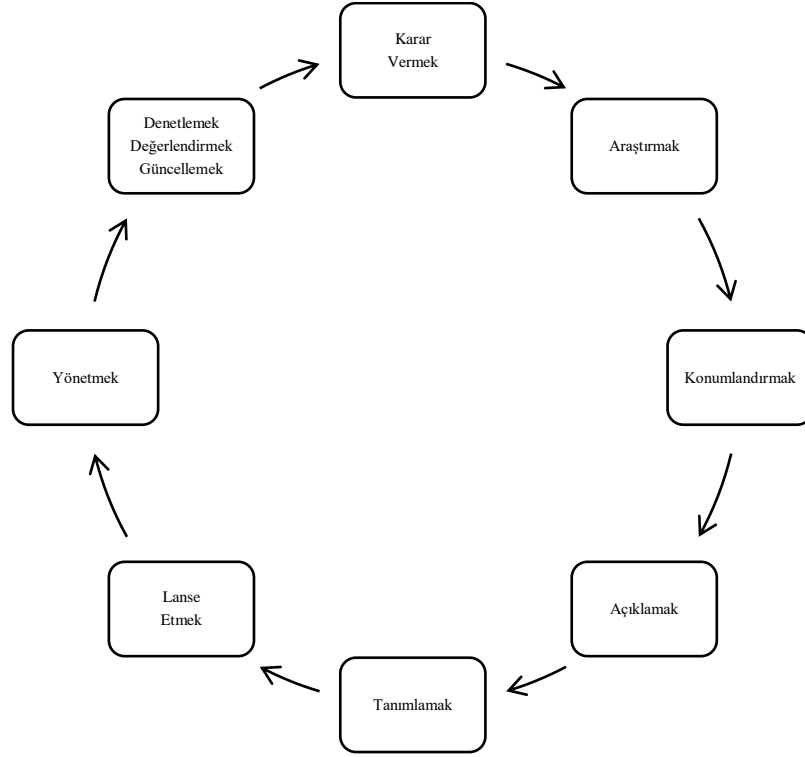 Karar
Vermek
Araştırmak
Konumlandırmak
Açıklamak
Tanımlamak
Lanse
Etmek
Yönetmek
Denetlemek
Değerlendirmek
Güncellemek